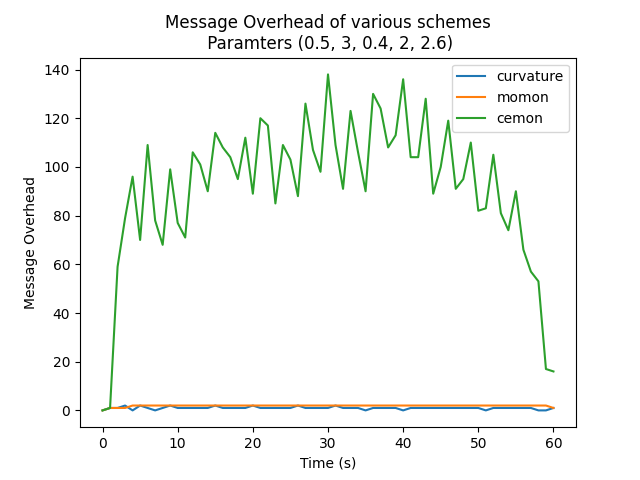 Message Overhead of various schemes
Paramters (0.5, 3, 0.4, 2, 2.6)
curvature
momon
cemon
Message Overhead
140
120
100
80
60
40
20
0
0 10 20 30 40 50 60
Time (s)